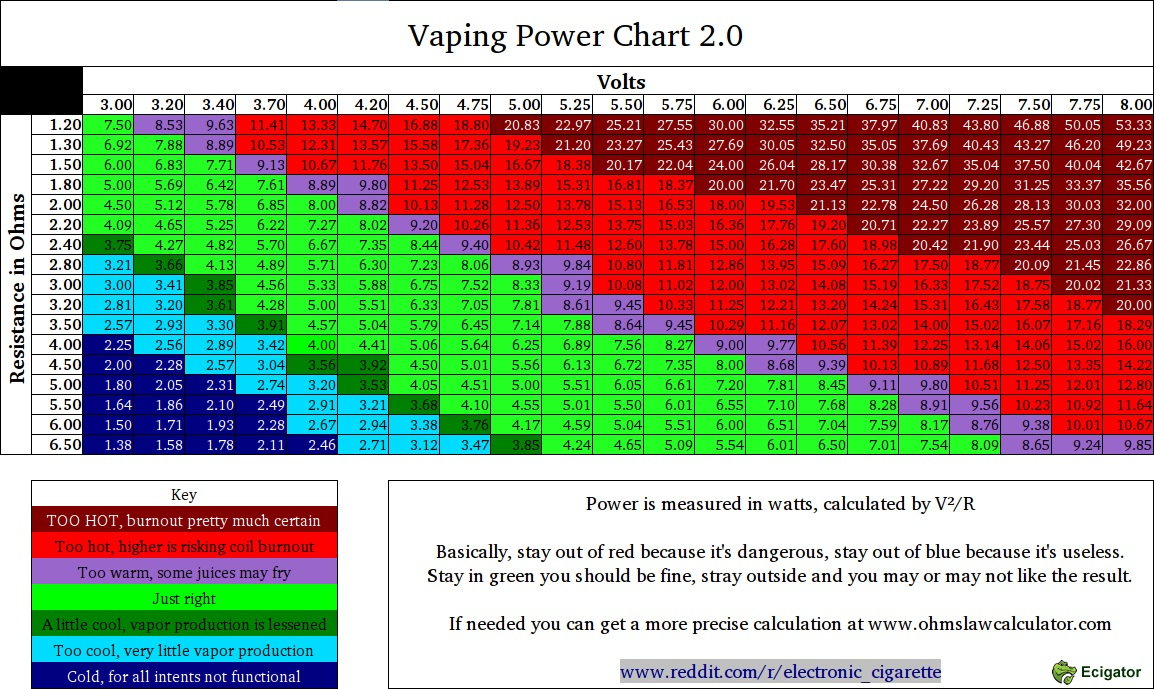 Vaping Power Chart 2.0
Volts
3.00 3.20 3.40 3.70 4.00 4.20 4.50 4.75 5.00 5.25 5.50 5.75 6.00 6.25 6.50 6.75 7.00 7.25 7.50 7.75 8.00
Resistance in Ohms
1.20 7.50 8.53 9.63 11.41 13.33 14.70 16.88 18.80 20.83 22.97 25.21 27.55 30.00 32.55 35.21 37.97 40.83 43.80 46.88 50.05 53.33
1.30 6.92 7.88 8.89 10.53 12.31 13.57 15.58 17.36 19.23 21.20 23.27 25.43 27.69 30.05 32.50 35.05 37.69 40.43 43.27 46.20 49.23
1.50 6.00 6.83 7.71 9.13 10.67 11.76 13.50 15.04 16.67 18.38 20.17 22.04 24.00 26.04 28.17 30.38 32.67 35.04 37.50 40.04 42.67
1.80 5.00 5.69 6.42 7.61 8.89 9.80 11.25 12.53 13.89 15.31 16.81 18.37 20.00 21.70 23.47 25.31 27.22 29.20 31.25 33.37 35.56
2.00 4.50 5.12 5.78 6.85 8.00 8.82 10.13 11.28 12.50 13.78 15.13 16.53 18.00 19.53 21.13 22.78 24.50 26.28 28.13 30.03 32.00
2.20 4.09 4.65 5.25 6.22 7.27 8.02 9.20 10.26 11.36 12.53 13.75 15.03 16.36 17.76 19.20 20.71 22.27 23.89 25.57 27.30 29.09
2.40 3.75 4.27 4.82 5.70 6.67 7.35 8.44 9.40 10.42 11.48 12.60 13.78 15.00 16.28 17.60 18.98 20.42 21.90 23.44 25.03 26.67
2.80 3.21 3.66 4.13 4.89 5.71 6.30 7.23 8.06 8.93 9.84 10.80 11.81 12.86 13.95 15.09 16.27 17.50 18.77 20.09 21.45 22.86
3.00 3.00 3.41 3.85 4.56 5.33 5.88 6.75 7.52 8.33 9.19 10.08 11.02 12.00 13.02 14.08 15.19 16.33 17.52 18.75 20.02 21.33
3.20 2.81 3.20 3.61 4.28 5.00 5.51 6.33 7.05 7.81 8.61 9.45 10.33 11.25 12.21 13.20 14.24 15.31 16.43 17.58 18.77 20.00
3.50 2.57 2.93 3.30 3.91 4.57 5.04 5.79 6.45 7.14 7.88 8.64 9.45 10.29 11.16 12.07 13.02 14.00 15.02 16.07 17.16 18.29
4.00 2.25 2.56 2.89 3.42 4.00 4.41 5.06 5.64 6.25 6.89 7.56 8.27 9.00 9.77 10.56 11.39 12.25 13.14 14.06 15.02 16.00
4.50 2.00 2.28 2.57 3.04 3.56 3.92 4.50 5.01 5.56 6.13 6.72 7.35 8.00 8.68 9.39 10.13 10.89 11.68 12.50 13.35 14.22
5.00 1.80 2.05 2.31 2.74 3.20 3.53 4.05 4.51 5.00 5.51 6.05 6.61 7.20 7.81 8.45 9.11 9.80 10.51 11.25 12.01 12.80
5.50 1.64 1.86 2.10 2.49 2.91 3.21 3.68 4.10 4.55 5.01 5.50 6.01 6.55 7.10 7.68 8.28 8.91 9.56 10.23 10.92 11.64
6.00 1.50 1.71 1.93 2.28 2.67 2.94 3.38 3.76 4.17 4.59 5.04 5.51 6.00 6.51 7.04 7.59 8.17 8.76 9.38 10.01 10.67
6.50 1.38 1.58 1.78 2.11 2.46 2.71 3.12 3.47 3.85 4.24 4.65 5.09 5.54 6.01 6.50 7.01 7.54 8.09 8.65 9.24 9.85
Key
TOO HOT, burnout pretty much certain
Too hot, higher is risking coil burnout
Too warm, some juices may fry
Just right
A little cool, vapor production is lessened
Too cool, very little vapor production
Cold, for all intents not functional
Power is measured in watts, calculated by V²/R
Basically, stay out of red because it's dangerous, stay out of blue because it's useless.
Stay in green you should be fine, stray outside and you may or may not like the result.
If needed you can get a more precise calculation at www.ohmslawcalculator.com
www.reddit.com/r/electronic_cigarette
Ecigator